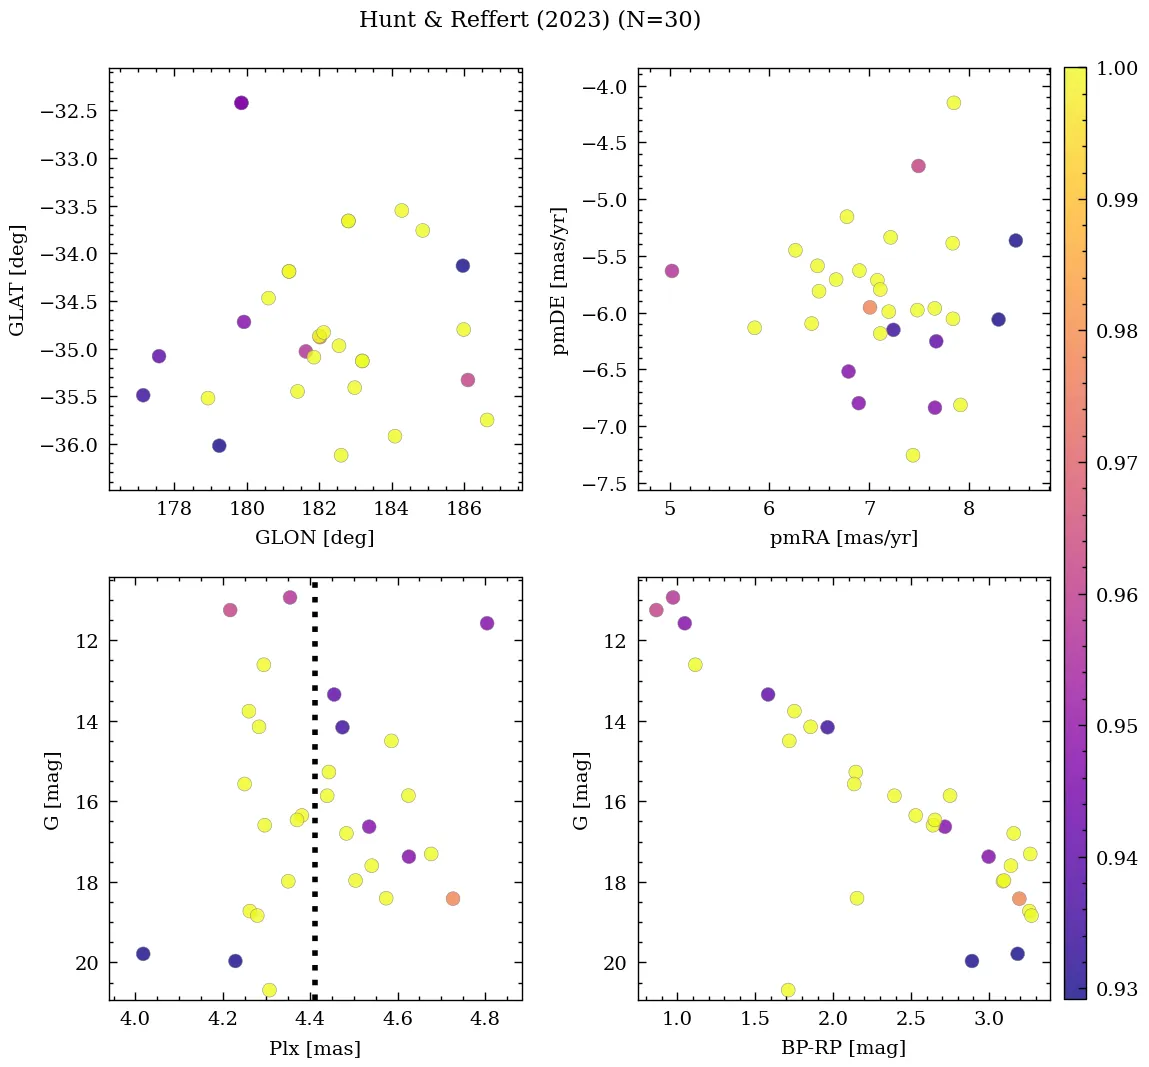 Hunt & Reffert (2023) (N=30)
−32.5
−33.0
−33.5
−34.0
−34.5
−35.0
−35.5
−36.0
GLAT [deg]
178 180 182 184 186
GLON [deg]
−4.0
−4.5
−5.0
−5.5
−6.0
−6.5
−7.0
−7.5
pmDE [mas/yr]
5 6 7 8
pmRA [mas/yr]
12
14
16
18
20
G [mag]
4.0 4.2 4.4 4.6 4.8
Plx [mas]
12
14
16
18
20
G [mag]
1.0 1.5 2.0 2.5 3.0
BP-RP [mag]
1.00
0.99
0.98
0.97
0.96
0.95
0.94
0.93